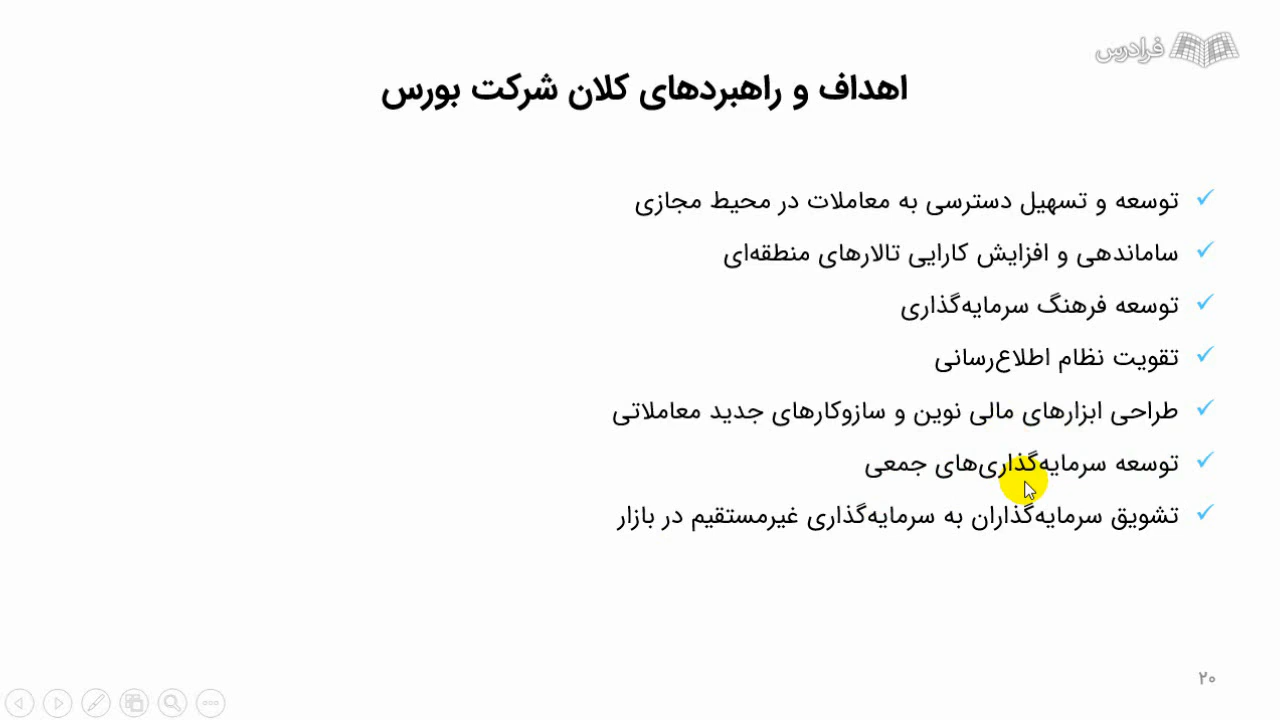 فرادرس
اهداف و راهبردهای کلان شرکت بورس
توسعه و تسهیل دسترسی به معاملات در محیط مجازی
ساماندهی و افزایش کارایی تالارهای منطقه‌ای
توسعه فرهنگ سرمایه‌گذاری
تقویت نظام اطلاع‌رسانی
طراحی ابزارهای مالی نوین و سازوکارهای جدید معاملاتی
توسعه سرمایه‌گذاری‌های جمعی
تشویق سرمایه‌گذاران به سرمایه‌گذاری غیرمستقیم در بازار
۲۰